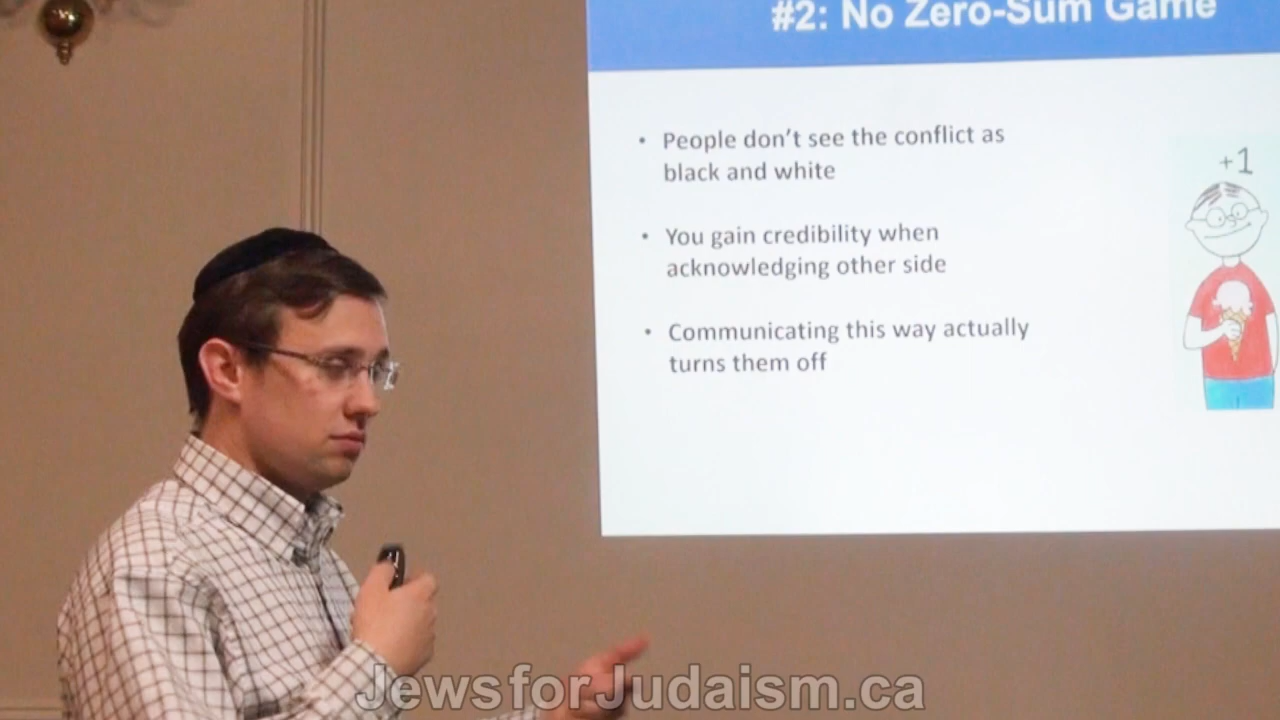 #2: No Zero-Sum Game
• People don't see the conflict as
black and white
• You gain credibility when
acknowledging other side
• Communicating this way actually
turns them off
+1
JewsforJudaism.ca